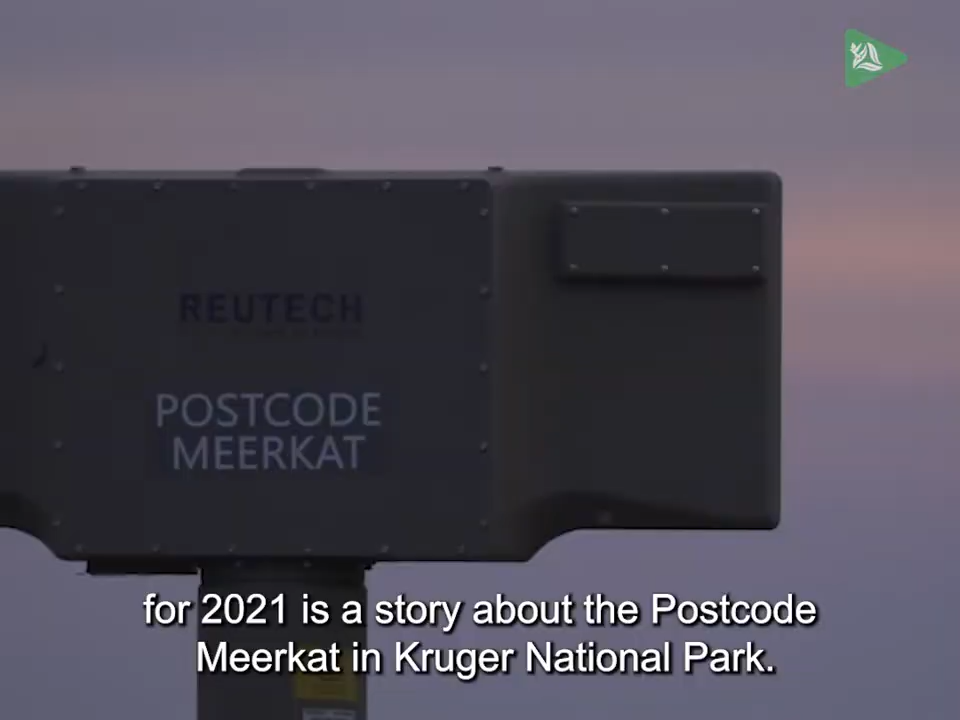 REUTECH
POSTCODE
MEERKAT
for 2021 is a story about the Postcode
Meerkat in Kruger National Park.